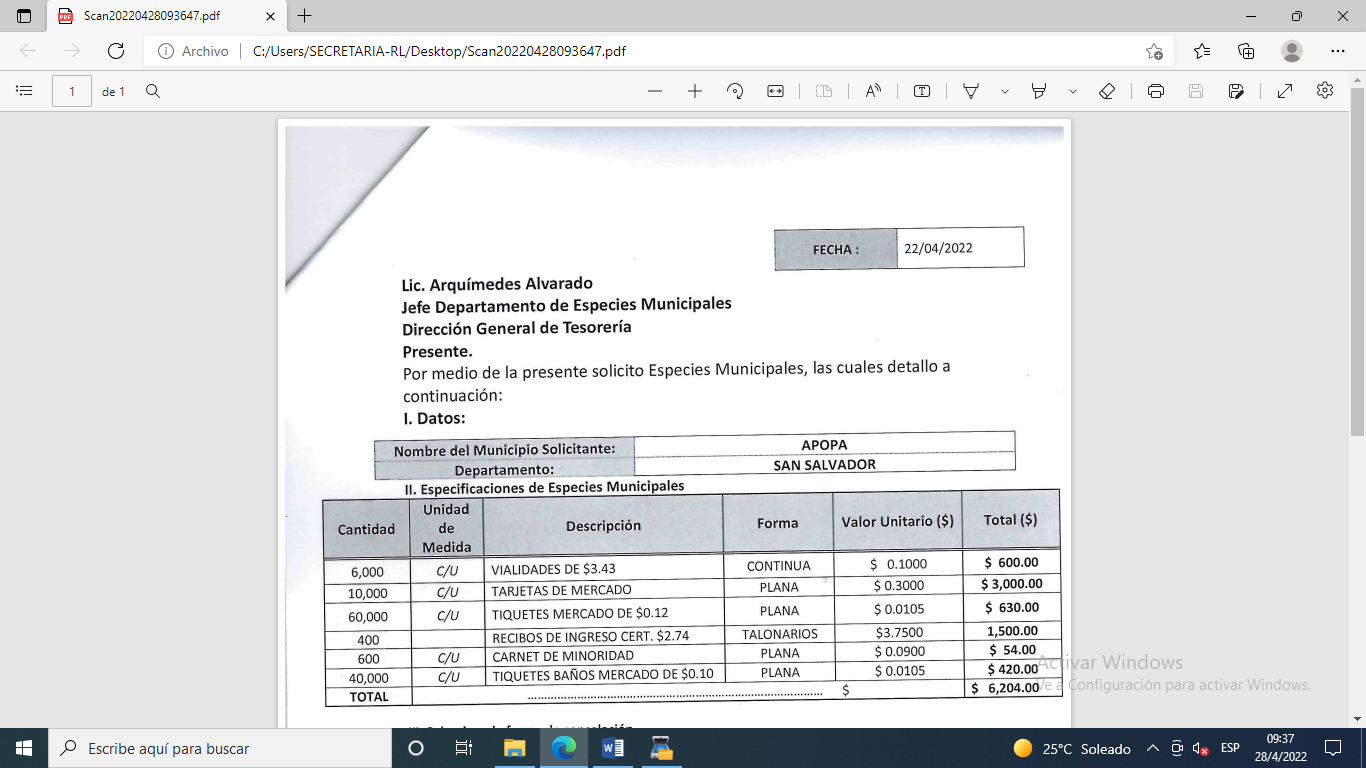 Scan20220428093647.pdf
Archivo C:/Users/SECRETARIA-RL/Desktop/Scan20220428093647.pdf
1 de 1
FECHA : 22/04/2022
Lic. Arquímedes Alvarado
Jefe Departamento de Especies Municipales
Dirección General de Tesorería
Presente.
Por medio de la presente solicito Especies Municipales, las cuales detallo a
continuación:
I. Datos:
Nombre del Municipio Solicitante: APOPA
Departamento: SAN SALVADOR
II. Especificaciones de Especies Municipales
Cantidad Unidad de Medida Descripción Forma Valor Unitario ($) Total ($)
6,000 C/U VIALIDADES DE $3.43 CONTINUA $ 0.1000 $ 600.00
10,000 C/U TARJETAS DE MERCADO PLANA $ 0.3000 $ 3,000.00
60,000 C/U TIQUETES MERCADO DE $0.12 PLANA $ 0.0105 $ 630.00
400 RECIBOS DE INGRESO CERT. $2.74 TALONARIOS $3.7500 1,500.00
600 C/U CARNET DE MINORIDAD PLANA $ 0.0900 $ 54.00
40,000 C/U TIQUETES BAÑOS MERCADO DE $0.10 PLANA $ 0.0105 $ 420.00
TOTAL $ $ 6,204.00
Activar Windows
Ve a Configuración para activar Windows.
Escribe aquí para buscar
25°C Soleado ESP 09:37
28/4/2022